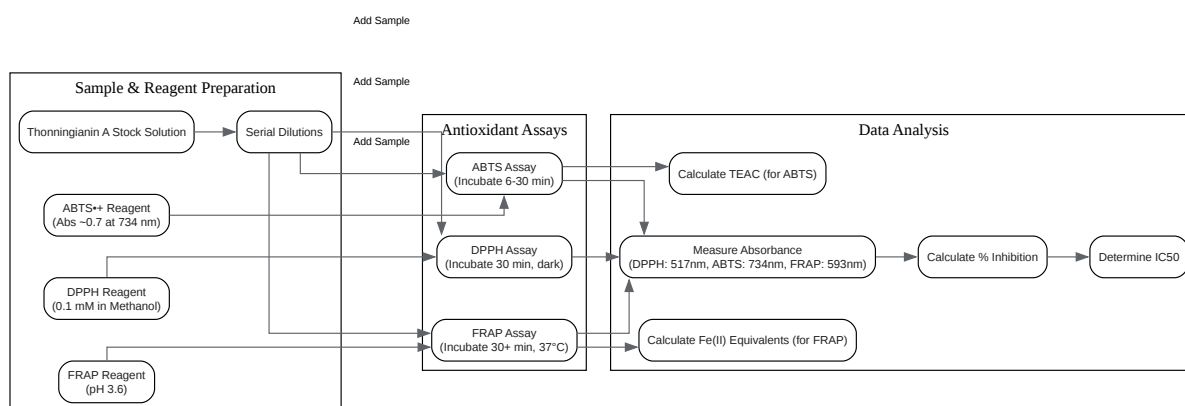 Add Sample
Add Sample
Add Sample
Sample & Reagent Preparation
Thonningianin A Stock Solution
Serial Dilutions
ABTS•+ Reagent
(Abs ~0.7 at 734 nm)
DPPH Reagent
(0.1 mM in Methanol)
FRAP Reagent
(pH 3.6)
Antioxidant Assays
ABTS Assay
(Incubate 6-30 min)
DPPH Assay
(Incubate 30 min, dark)
FRAP Assay
(Incubate 30+ min, 37°C)
Data Analysis
Calculate TEAC (for ABTS)
Measure Absorbance
(DPPH: 517nm, ABTS: 734nm, FRAP: 593nm)
Calculate % Inhibition
Determine IC50
Calculate Fe(II) Equivalents (for FRAP)